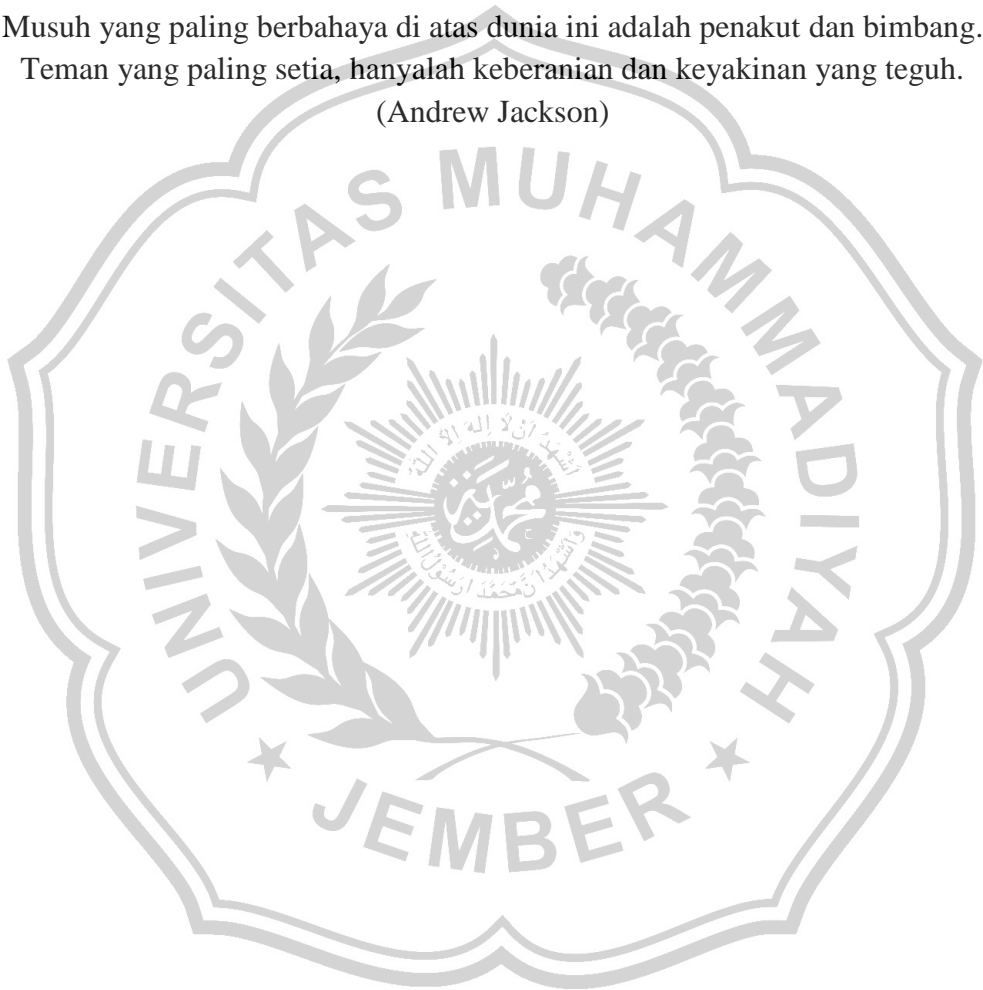 Musuh yang paling berbahaya di atas dunia ini adalah penakut dan bimbang.
Teman yang paling setia, hanyalah keberanian dan keyakinan yang teguh.
(Andrew Jackson)
UNIVERSITAS MUHAMMADIYAH
JEMBER